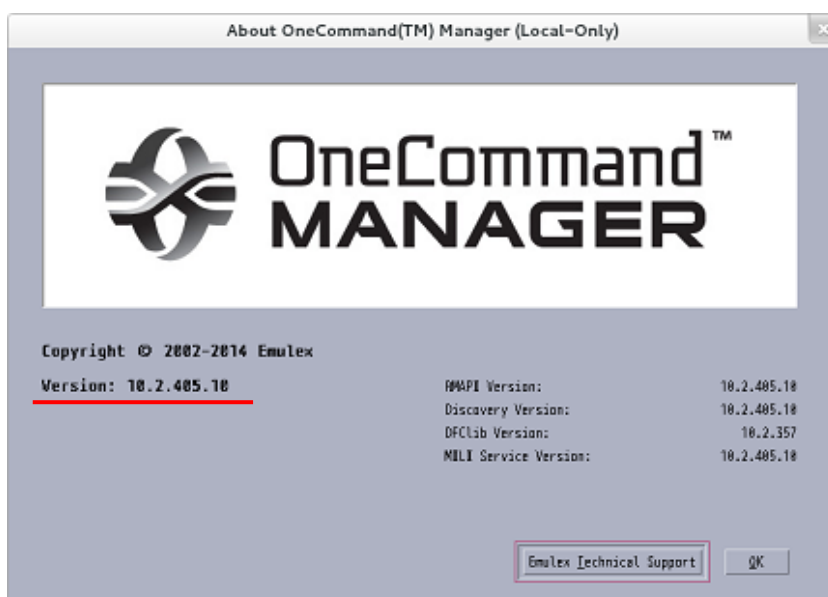 About OneCommand(TM) Manager (Local-Only)
OneCommand™
MANAGER
Copyright © 2002-2014 Emulex
Version: 10.2.405.10
RMAPI Version: 10.2.405.10
Discovery Version: 10.2.405.10
DFClib Version: 10.2.357
MILI Service Version: 10.2.405.10
Emulex Technical Support
OK